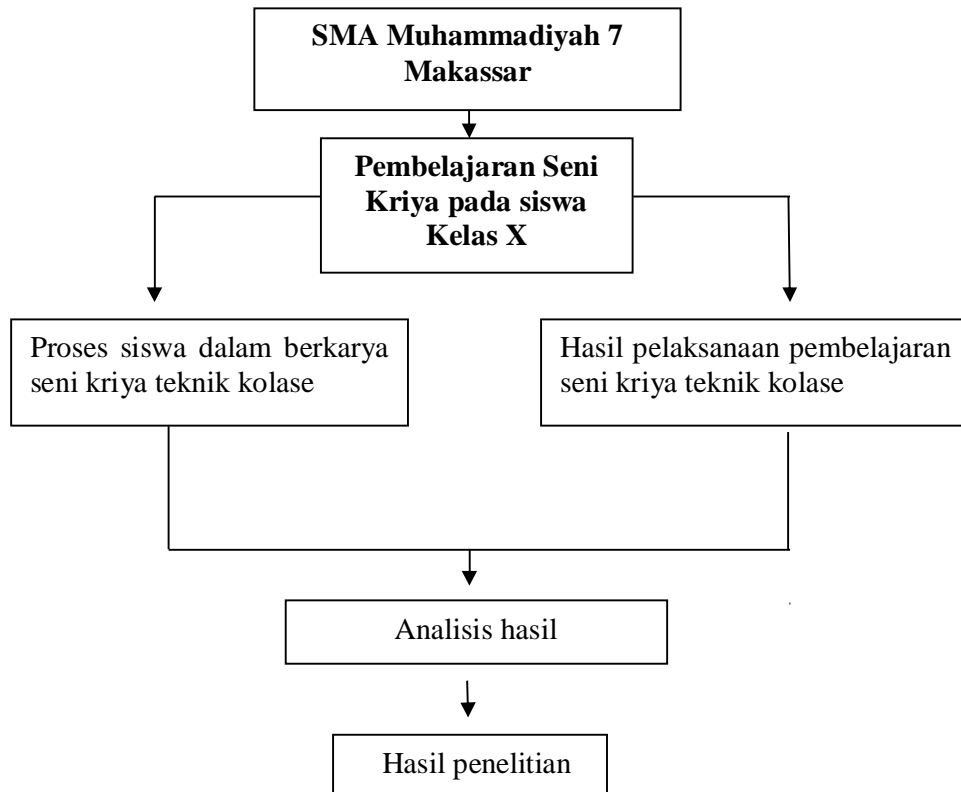 SMA Muhammadiyah 7
Makassar
Pembelajaran Seni
Kriya pada siswa
Kelas X
Proses siswa dalam berkarya
seni kriya teknik kolase
Hasil pelaksanaan pembelajaran
seni kriya teknik kolase
Analisis hasil
Hasil penelitian